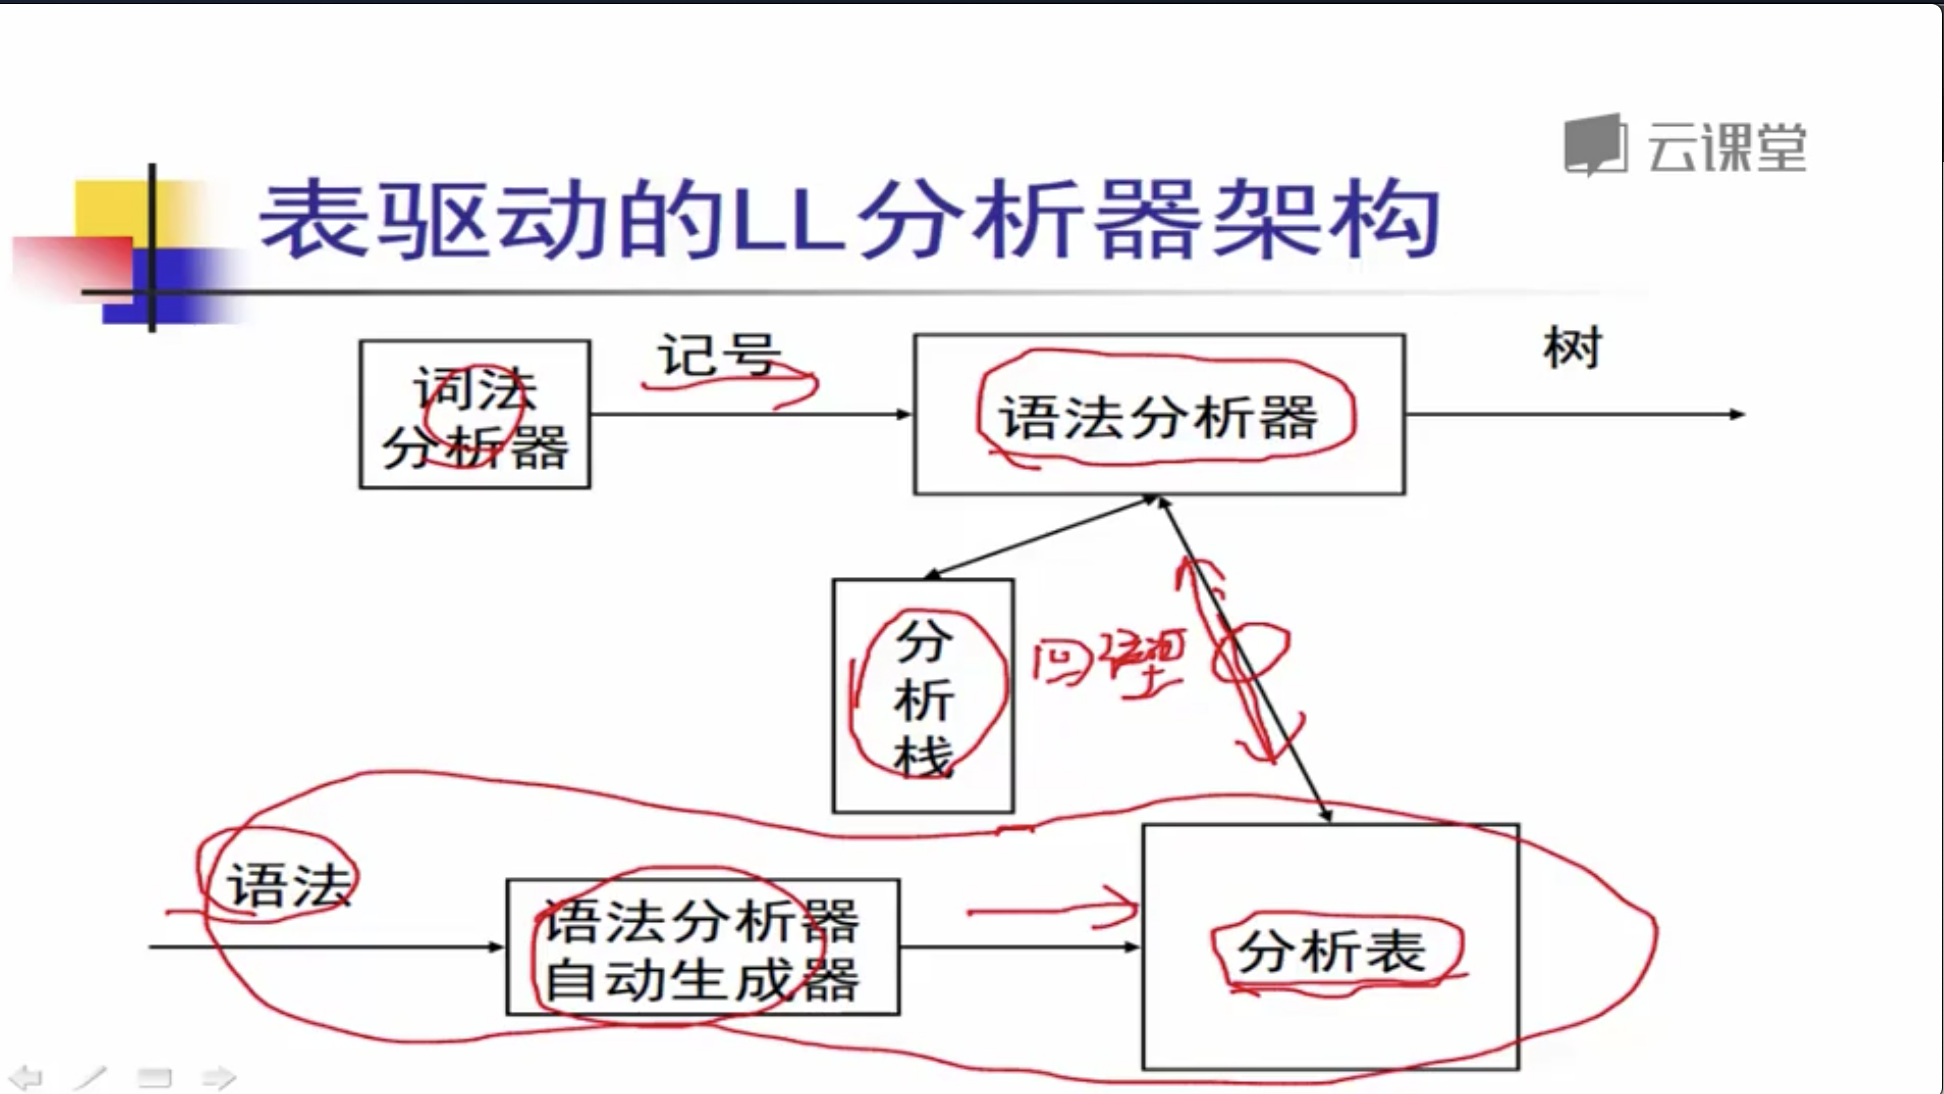 云课堂
表驱动的LL分析器架构
词法
分析器
记号
语法分析器
树
分
析
栈
语法
语法分析器
自动生成器
分析表